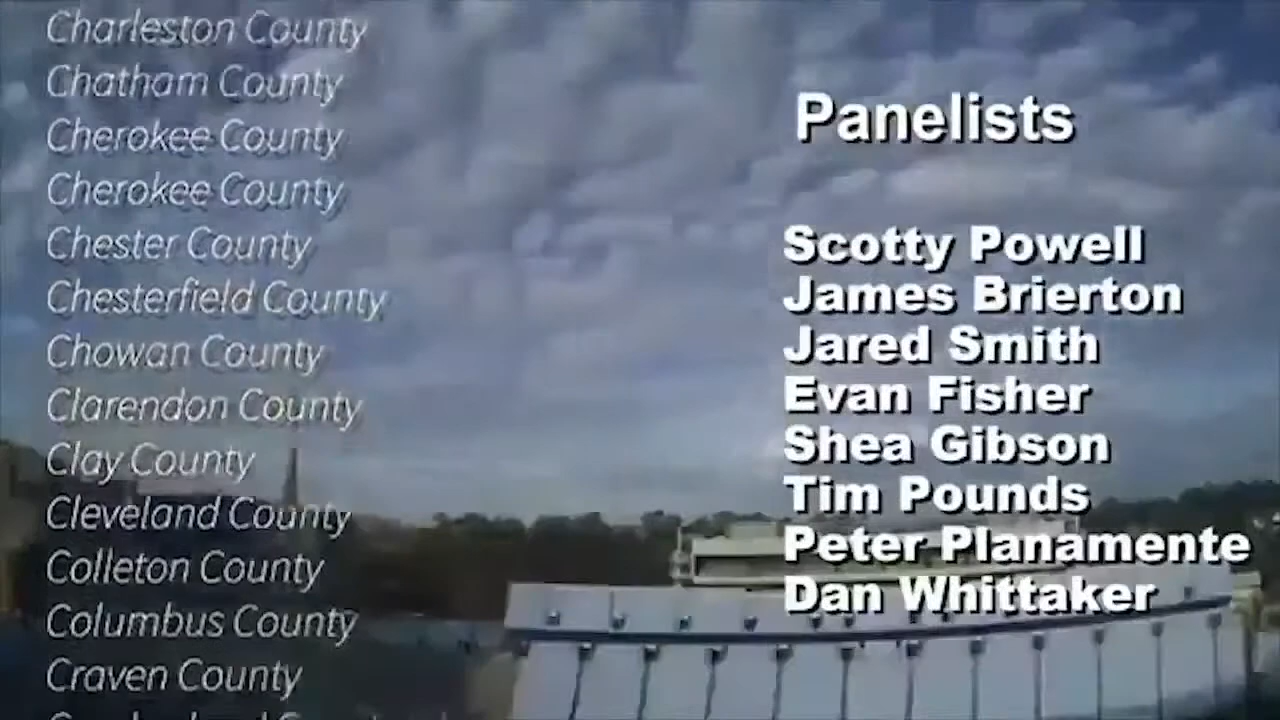 Charleston County
Chatham County
Cherokee County
Cherokee County
Chester County
Chesterfield County
Chowan County
Clarendon County
Clay County
Cleveland County
Colleton County
Columbus County
Craven County
Panelists
Scotty Powell
James Brierton
Jared Smith
Evan Fisher
Shea Gibson
Tim Pounds
Peter Planamente
Dan Whittaker